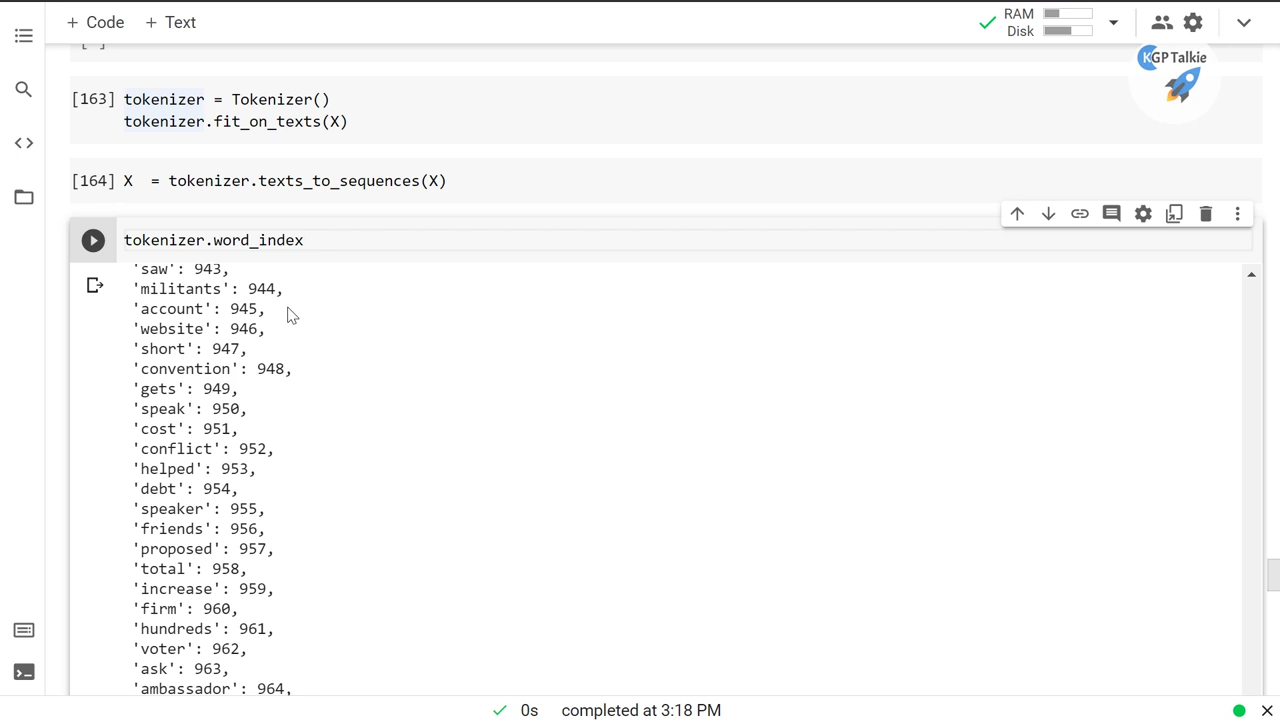 + Code + Text
RAM
Disk
KGPTalkie
[ ]
[163] tokenizer = Tokenizer()
tokenizer.fit_on_texts(X)
[164] X = tokenizer.texts_to_sequences(X)
tokenizer.word_index
'saw': 943,
'militants': 944,
'account': 945,
'website': 946,
'short': 947,
'convention': 948,
'gets': 949,
'speak': 950,
'cost': 951,
'conflict': 952,
'helped': 953,
'debt': 954,
'speaker': 955,
'friends': 956,
'proposed': 957,
'total': 958,
'increase': 959,
'firm': 960,
'hundreds': 961,
'voter': 962,
'ask': 963,
'ambassador': 964,
0s completed at 3:18 PM